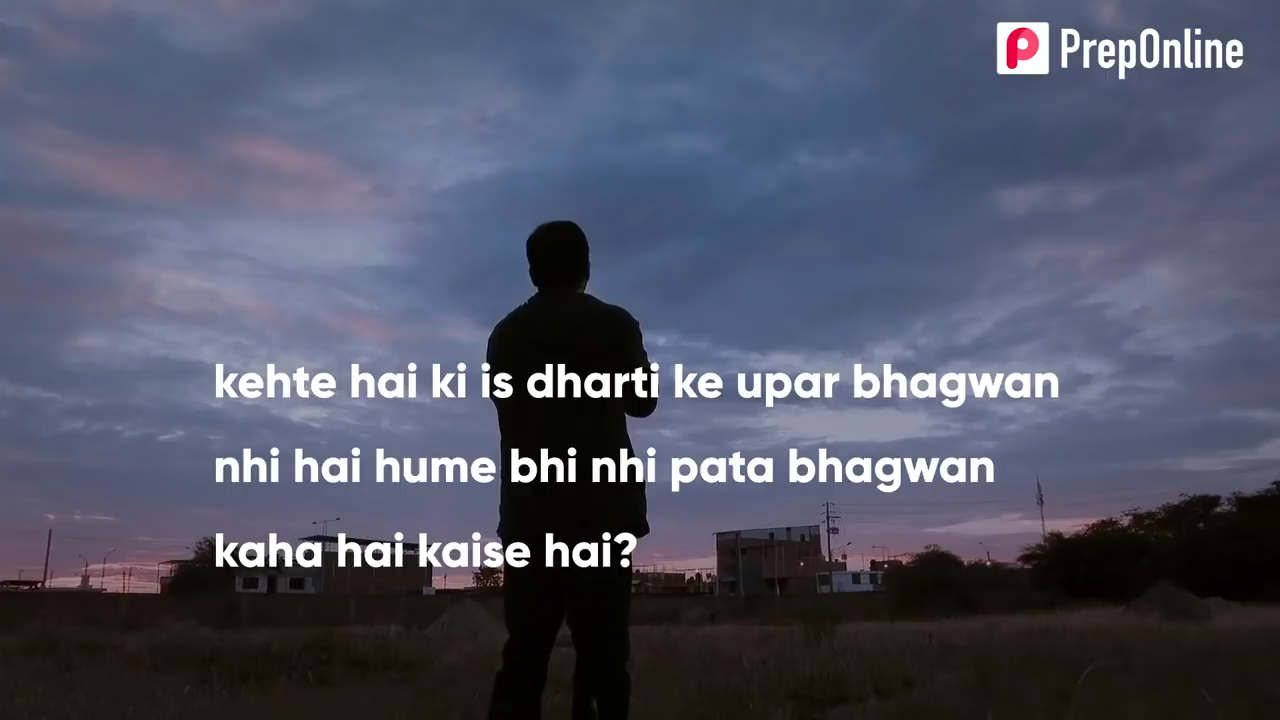 PrepOnline
kehte hai ki is dharti ke upar bhagwan
nhi hai hume bhi nhi pata bhagwan
kaha hai kaise hai?